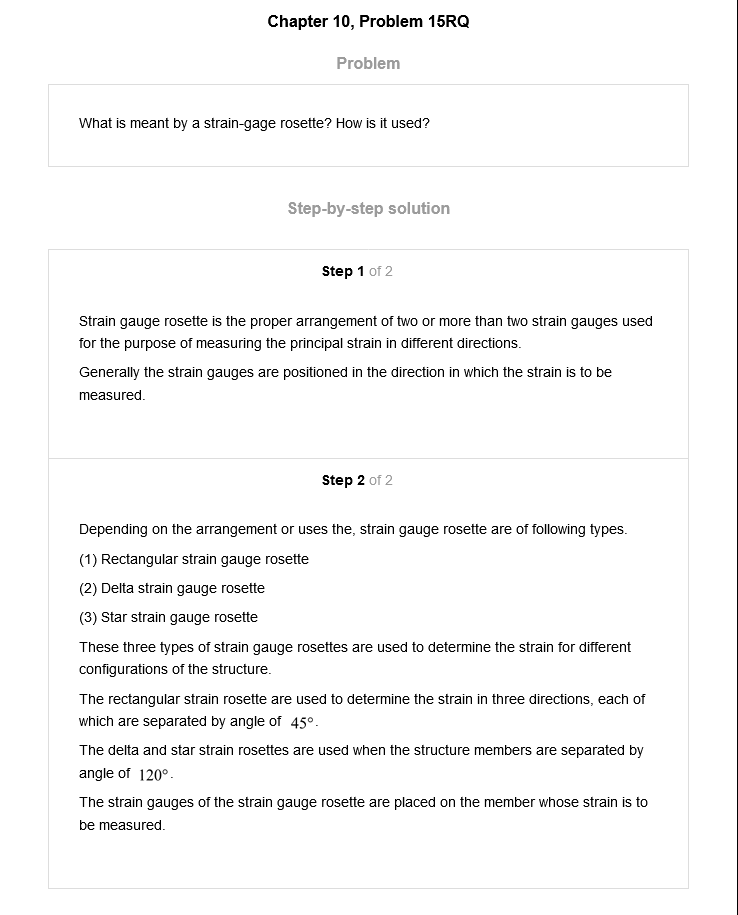 Chapter 10, Problem 15RQ
Problem
What is meant by a strain-gage rosette? How is it used?
Step-by-step solution
Step 1 of 2
Strain gauge rosette is the proper arrangement of two or more than two strain gauges used
for the purpose of measuring the principal strain in different directions.
Generally the strain gauges are positioned in the direction in which the strain is to be
measured.
Step 2 of 2
Depending on the arrangement or uses the, strain gauge rosette are of following types.
(1) Rectangular strain gauge rosette
(2) Delta strain gauge rosette
(3) Star strain gauge rosette
These three types of strain gauge rosettes are used to determine the strain for different
configurations of the structure.
The rectangular strain rosette are used to determine the strain in three directions, each of
which are separated by angle of 45°.
The delta and star strain rosettes are used when the structure members are separated by
angle of 120°.
The strain gauges of the strain gauge rosette are placed on the member whose strain is to
be measured.